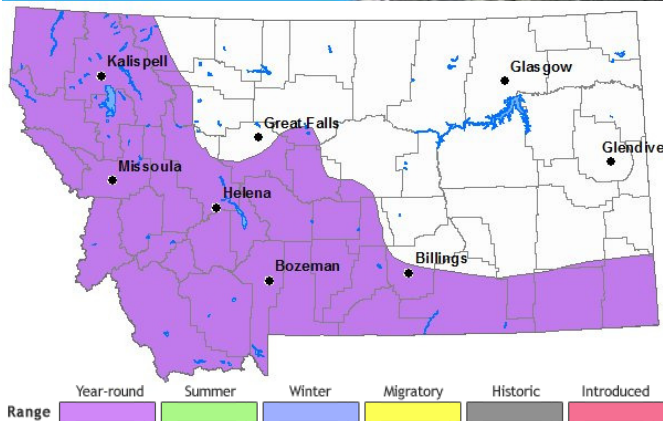 Kalispell
Glasgow
Great Falls
Glendive
Missoula
Helena
Bozeman
Billings
Year-round Summer Winter Migratory Historic Introduced
Range